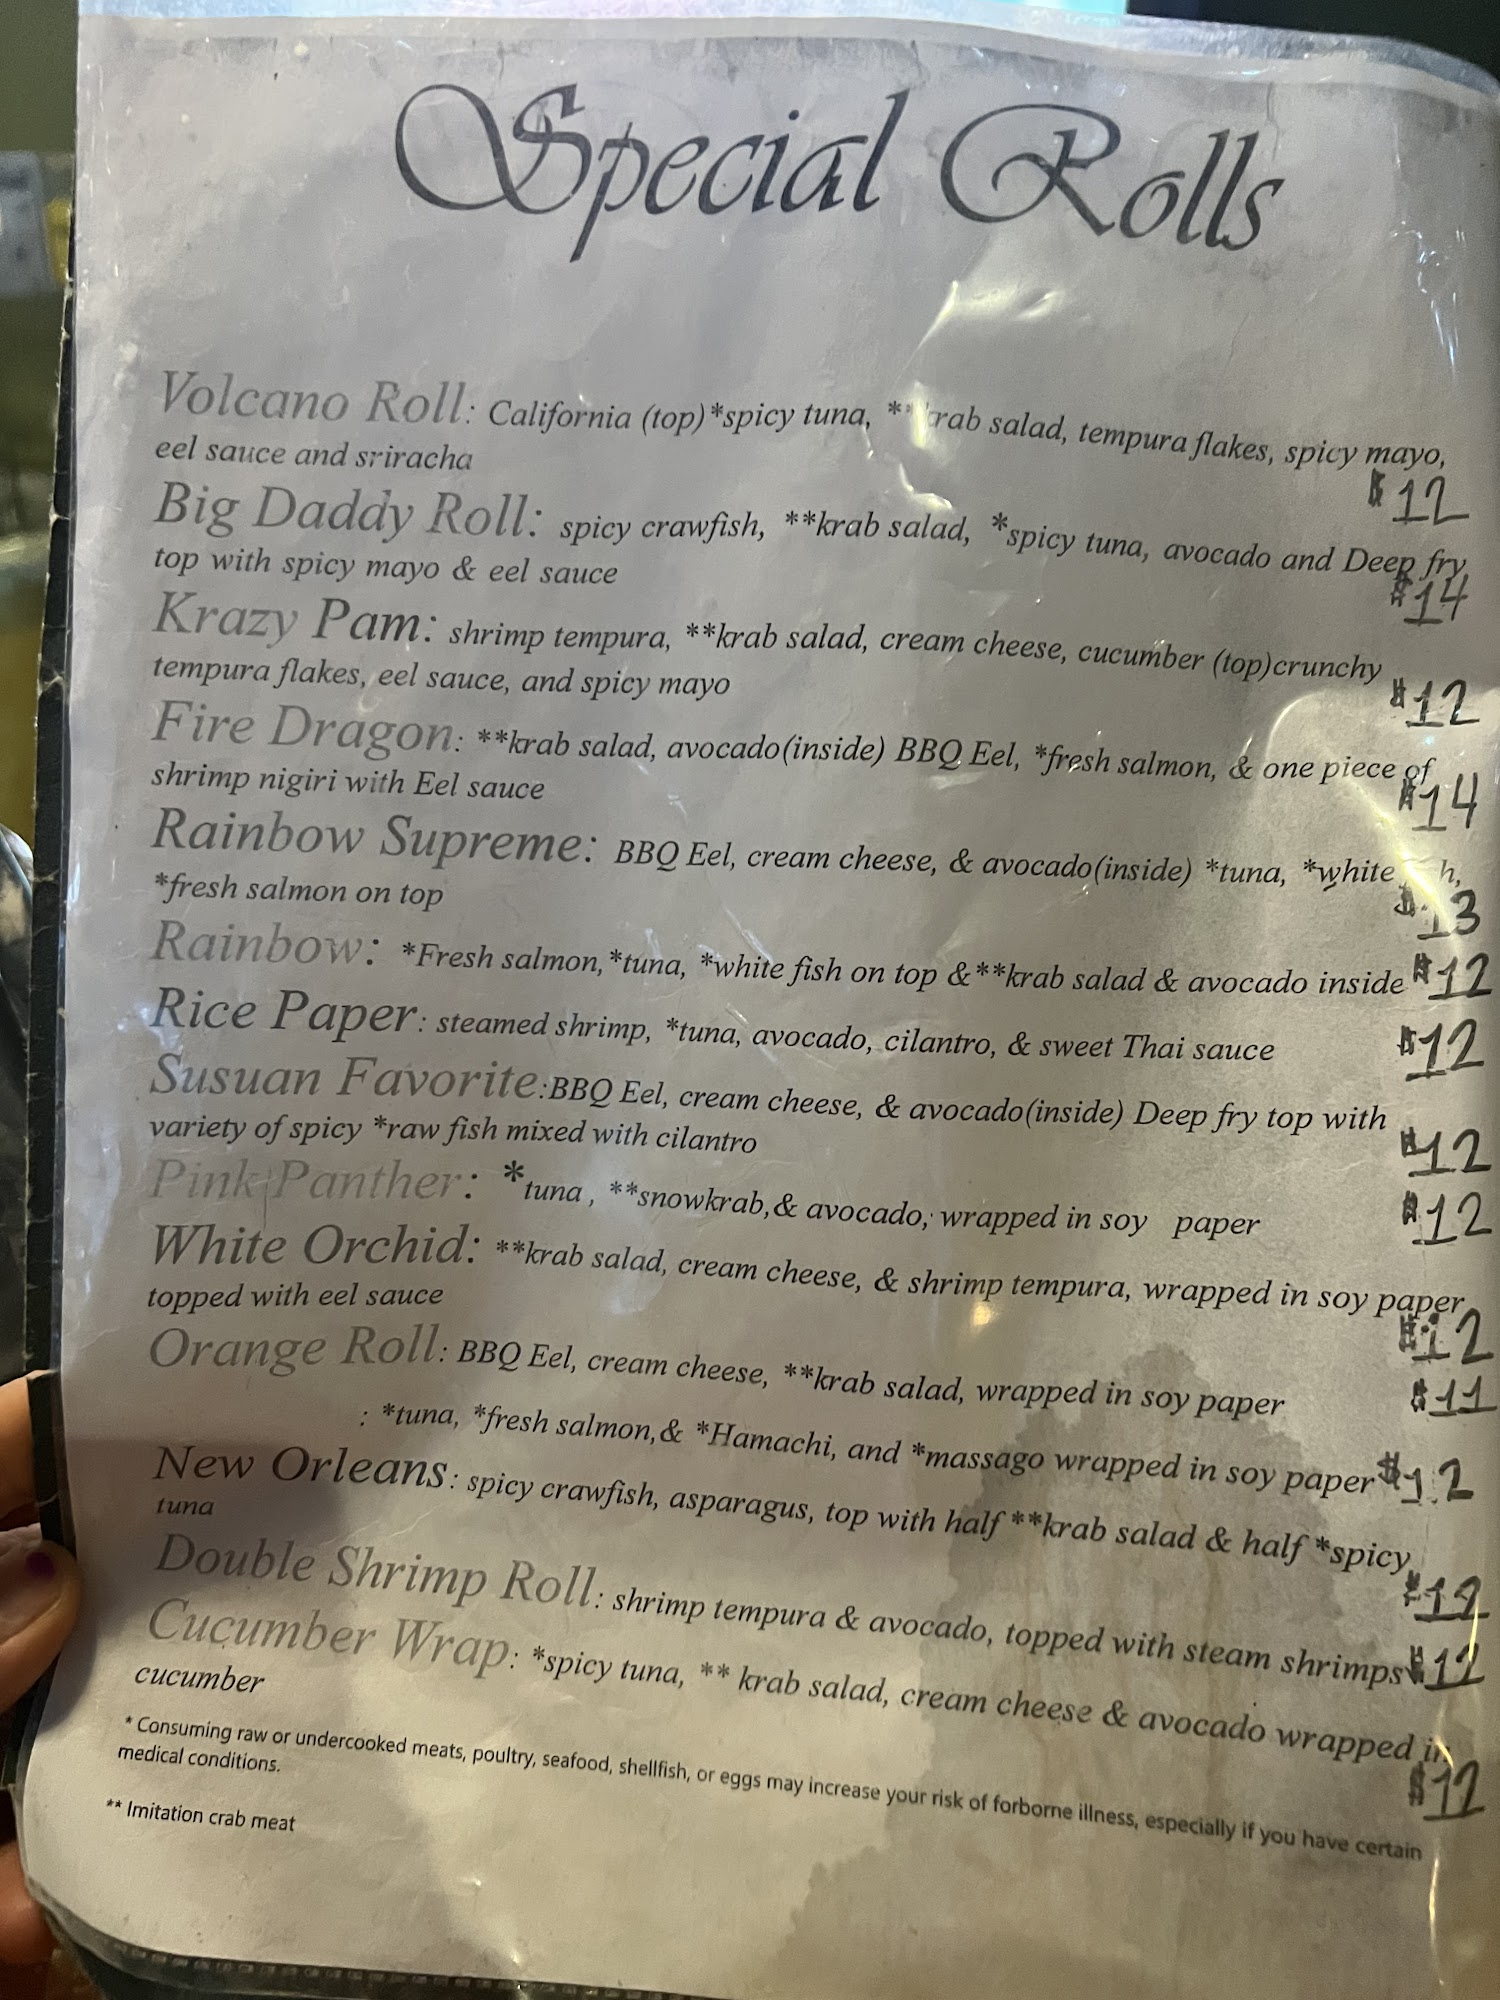 Special Rolls
Volcano Roll: California (top)*spicy tuna, **krab salad, tempura flakes, spicy mayo,
eel sauce and sriracha
$12
Big Daddy Roll: spicy crawfish, **krab salad, *spicy tuna, avocado and Deep fry
top with spicy mayo & eel sauce
$14
Krazy Pam: shrimp tempura, **krab salad, cream cheese, cucumber (top)crunchy
tempura flakes, eel sauce, and spicy mayo
$12
Fire Dragon: **krab salad, avocado(inside) BBQ Eel, *fresh salmon, & one piece of
shrimp nigiri with Eel sauce
$14
Rainbow Supreme: BBQ Eel, cream cheese, & avocado(inside) *tuna, *white
*fresh salmon on top
$13
Rainbow: *Fresh salmon,*tuna, *white fish on top &**krab salad & avocado inside $12
Rice Paper: steamed shrimp, *tuna, avocado, cilantro, & sweet Thai sauce $12
Susuan Favorite:BBQ Eel, cream cheese, & avocado(inside) Deep fry top with
variety of spicy *raw fish mixed with cilantro
$12
Pink Panther: *tuna , **snowkrab,& avocado, wrapped in soy paper $12
White Orchid: **krab salad, cream cheese, & shrimp tempura, wrapped in soy paper
topped with eel sauce
$12
Orange Roll: BBQ Eel, cream cheese, **krab salad, wrapped in soy paper $11
: *tuna, *fresh salmon,& *Hamachi, and *massago wrapped in soy paper $12
New Orleans: spicy crawfish, asparagus, top with half **krab salad & half *spicy
tuna
$12
Double Shrimp Roll: shrimp tempura & avocado, topped with steam shrimps $12
Cucumber Wrap: *spicy tuna, ** krab salad, cream cheese & avocado wrapped in
cucumber
$12
* Consuming raw or undercooked meats, poultry, seafood, shellfish, or eggs may increase your risk of forborne illness, especially if you have certain
medical conditions.
** Imitation crab meat